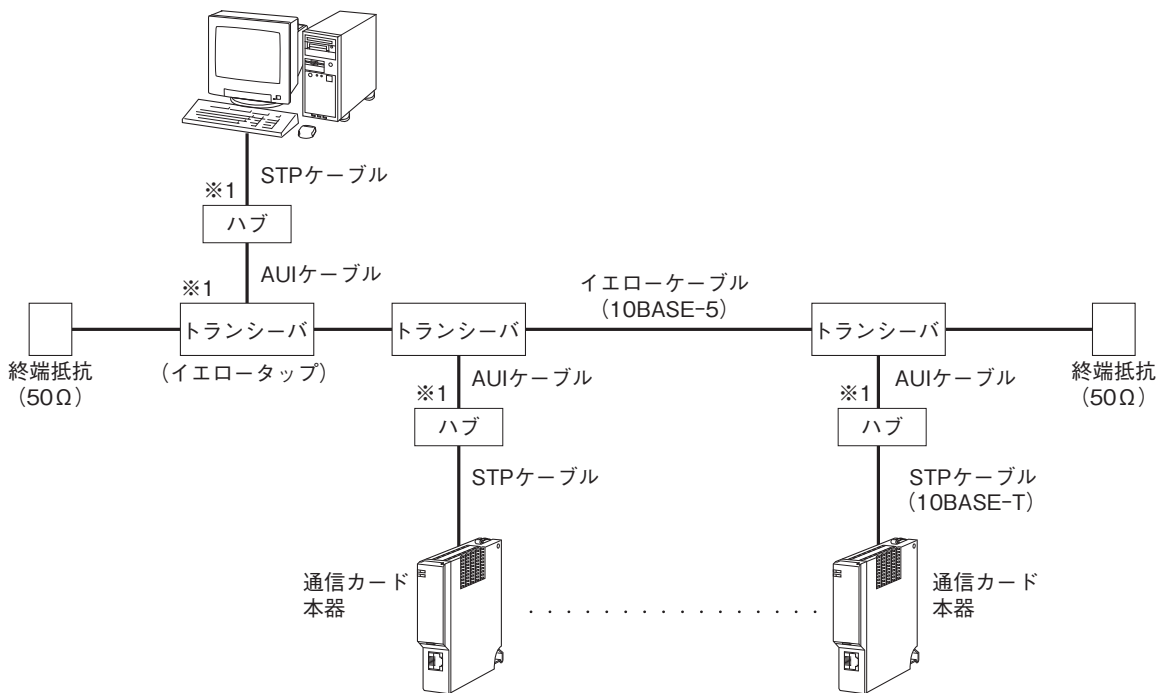 STPケーブル
※1
ハブ
AUIケーブル
※1
イエローケーブル
(10BASE-5)
トランシーバ
トランシーバ
トランシーバ
(イエロータップ)
終端抵抗
(50Ω)
終端抵抗
(50Ω)
AUIケーブル
AUIケーブル
※1
※1
ハブ
ハブ
STPケーブル
STPケーブル
(10BASE-T)
通信カード
本器
· · · · · · · · · · · · · · · ·
通信カード
本器